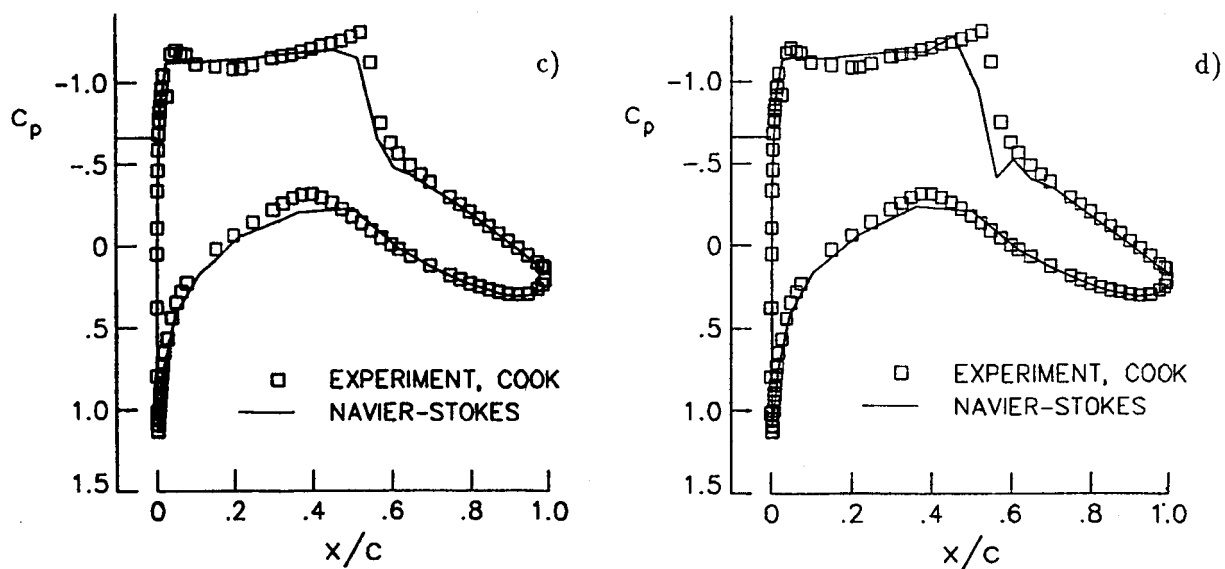 c)
-1.0
Cp
-.5
0
.5
1.0
1.5
EXPERIMENT, COOK
NAVIER-STOKES
0 .2 .4 .6 .8 1.0
x/c
d)
-1.0
Cp
-.5
0
.5
1.0
1.5
EXPERIMENT, COOK
NAVIER-STOKES
0 .2 .4 .6 .8 1.0
x/c